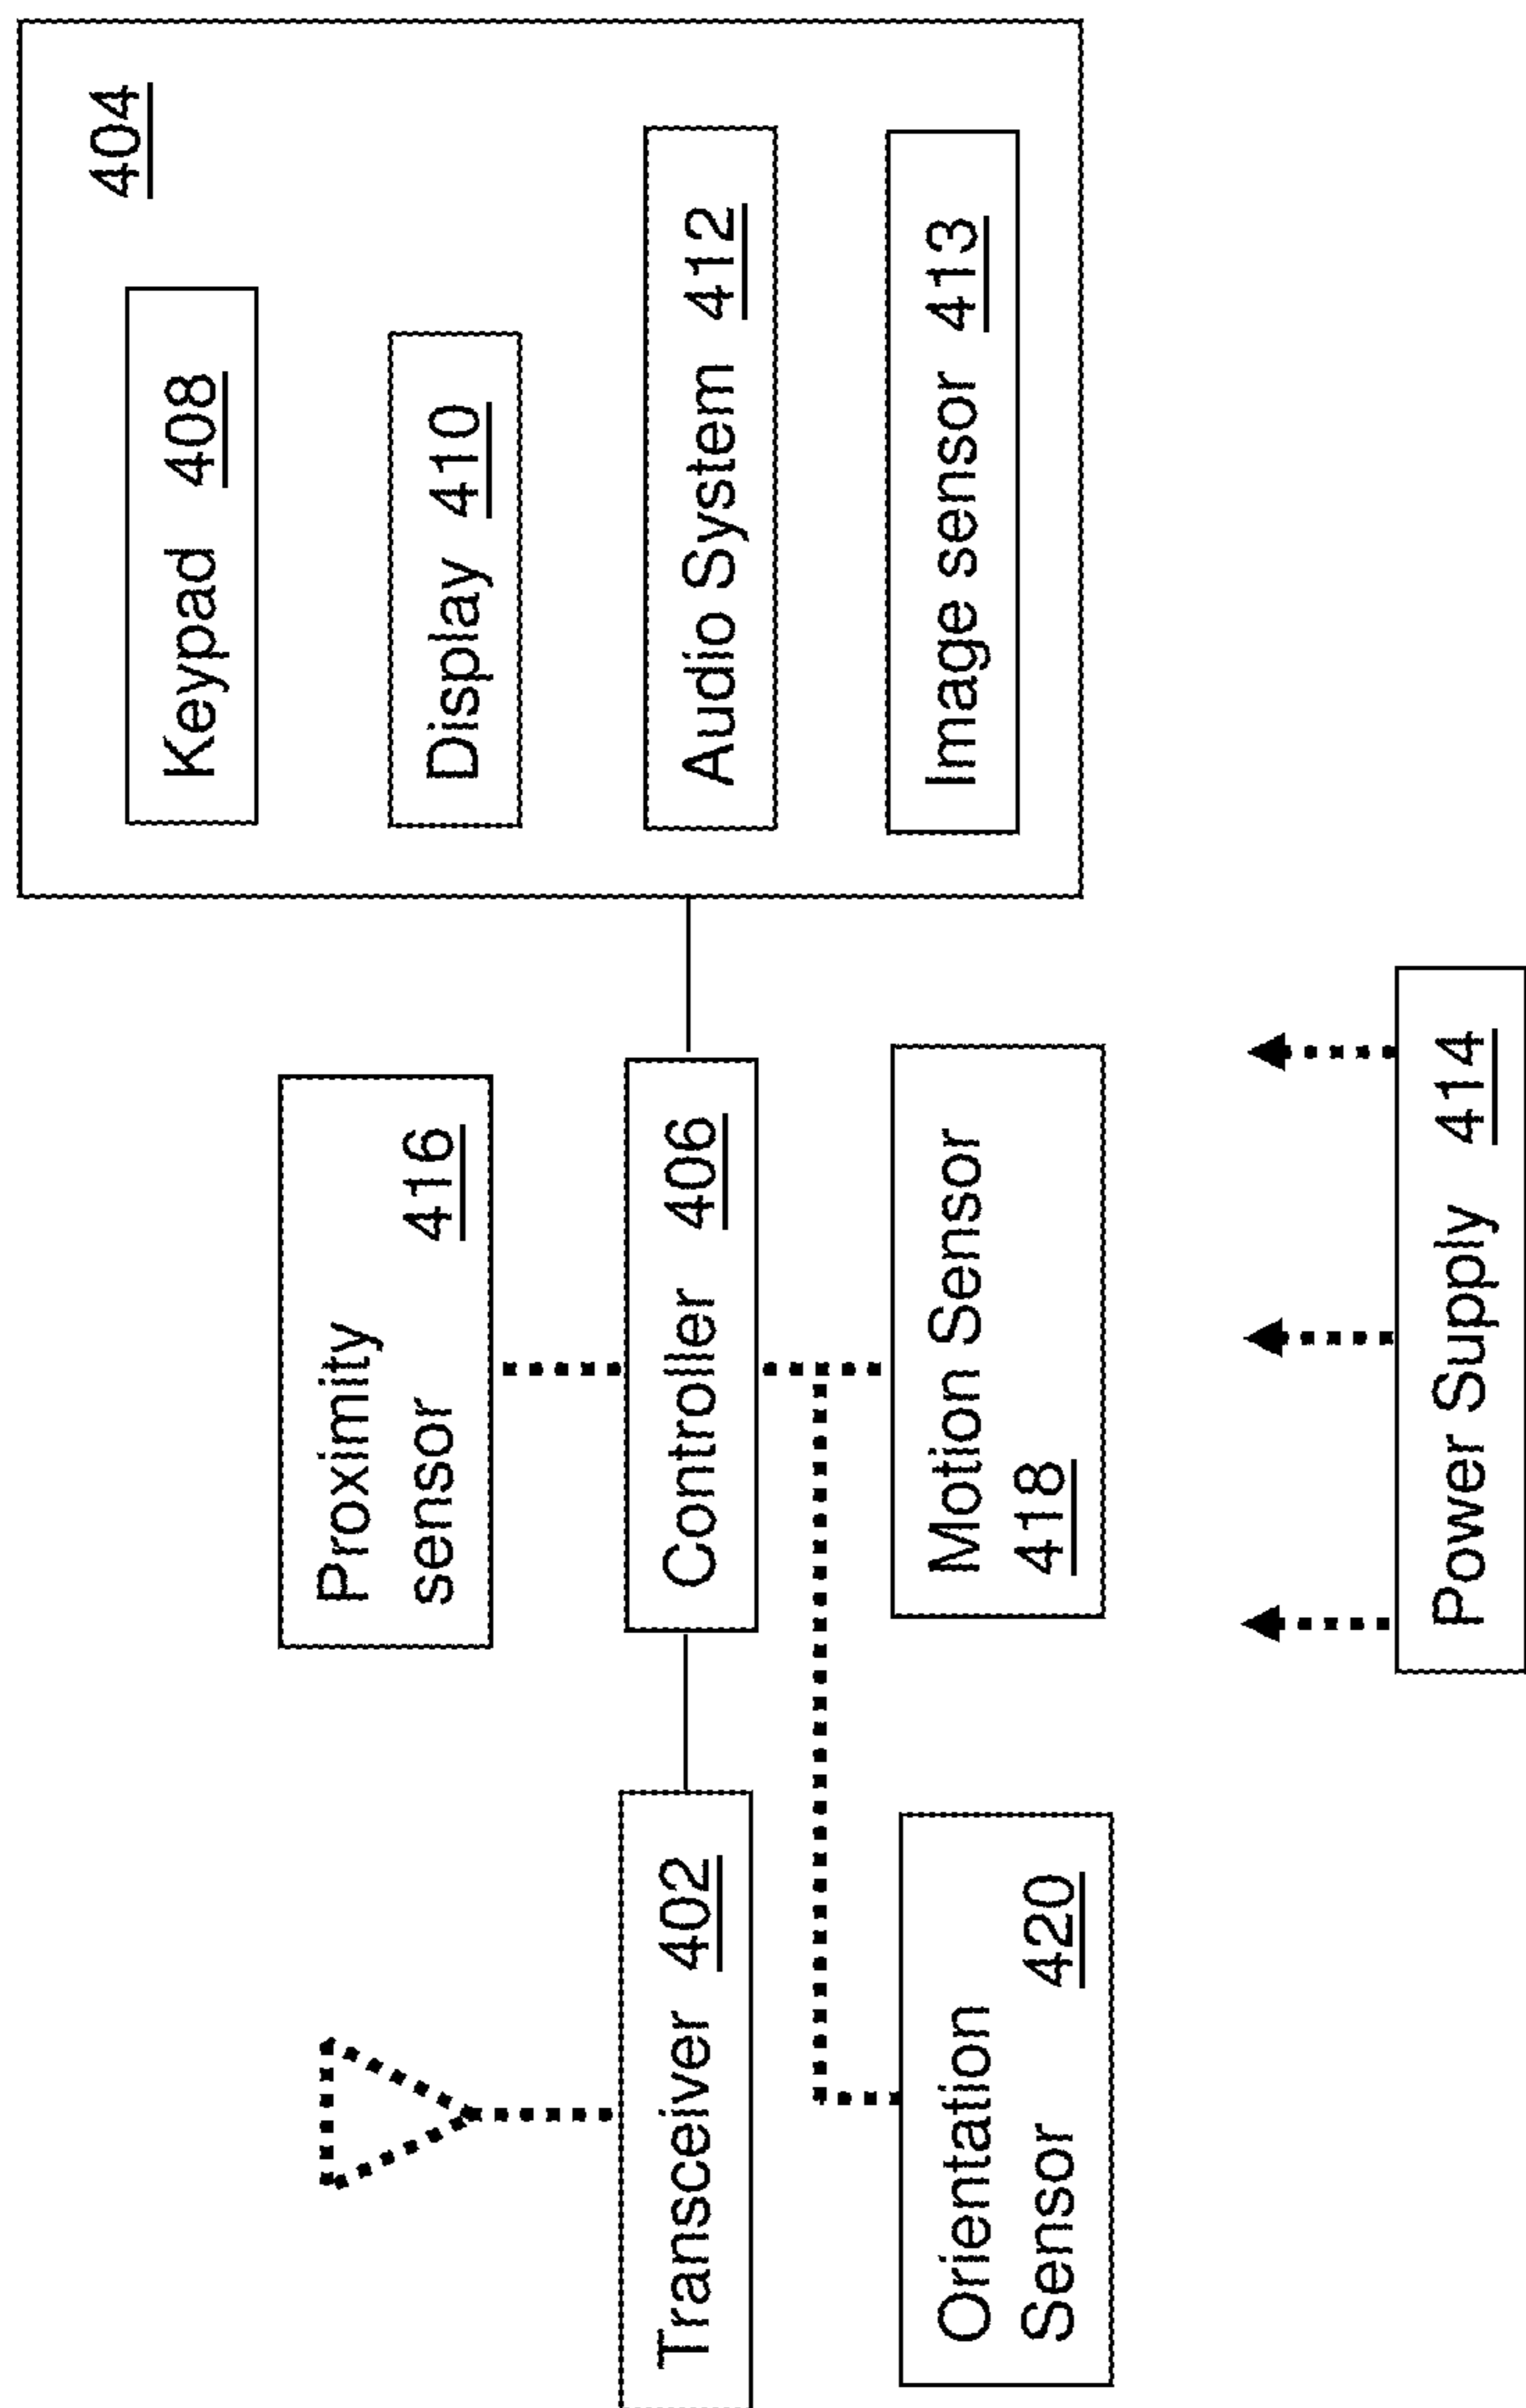 404
Keypad 408
Display 410
Audio System 412
Image sensor 413
Proximity
sensor 416
Controller 406
Motion Sensor
418
Transceiver 402
Orientation
Sensor 420
Power Supply 414